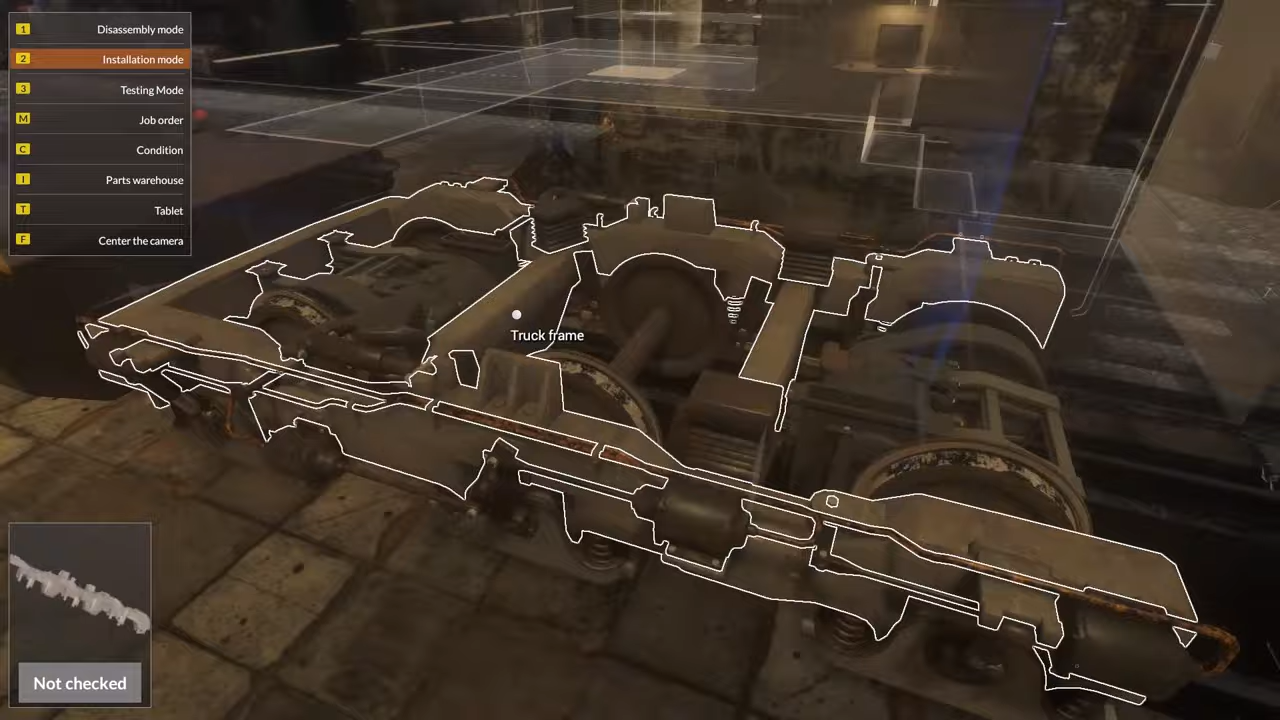 1 Disassembly mode
2 Installation mode
3 Testing Mode
M Job order
C Condition
I Parts warehouse
T Tablet
F Center the camera
Truck frame
Not checked